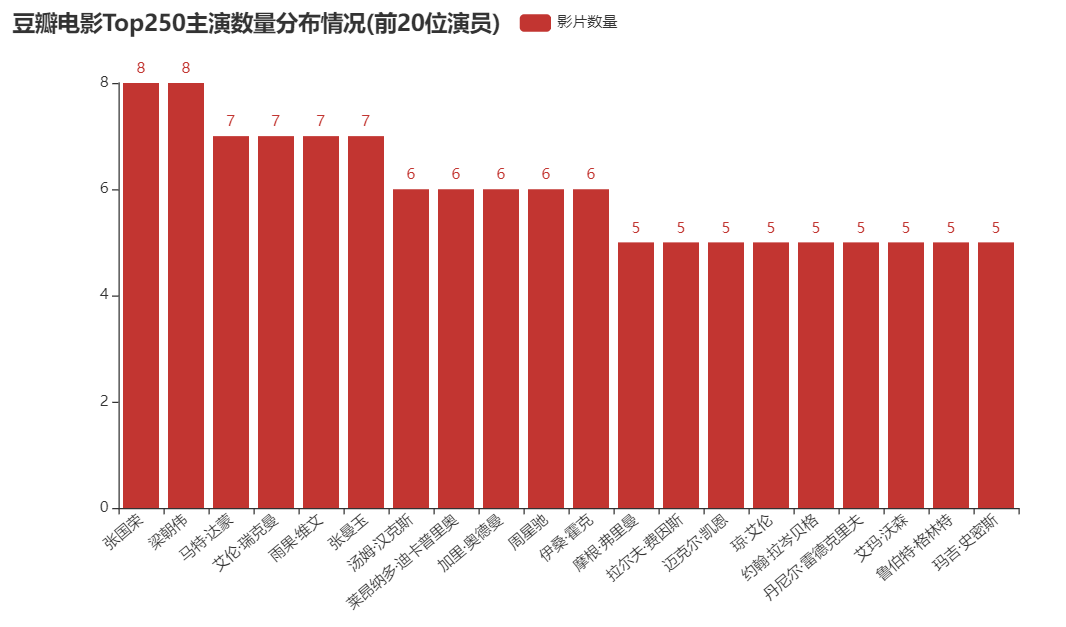 豆瓣电影Top250主演数量分布情况(前20位演员)
影片数量
8 8 7 7 7 7 6 6 6 6 6 5 5 5 5 5 5 5 5 5
8
6
4
2
0
张国荣
梁朝伟
马特·达蒙
艾伦·瑞克曼
雨果·维文
张曼玉
汤姆·汉克斯
莱昂纳多·迪卡普里奥
加里·奥德曼
周星驰
伊桑·霍克
摩根·弗里曼
拉尔夫·费因斯
迈克尔·凯恩
琼·艾伦
约翰·拉岑贝格
丹尼尔·雷德克里夫
艾玛·沃森
鲁伯特·格林特
玛吉·史密斯